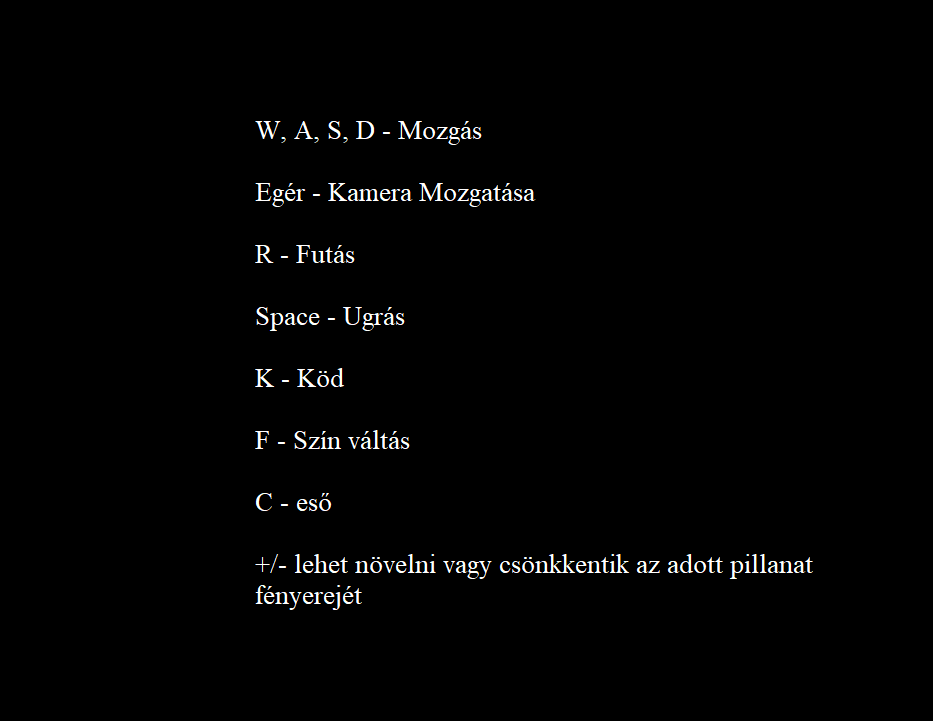 W, A, S, D - Mozgás
Egér - Kamera Mozgatása
R - Futás
Space - Ugrás
K - Köd
F - Szín váltás
C - eső
+/- lehet növelni vagy csönkkentik az adott pillanat
fényerejét